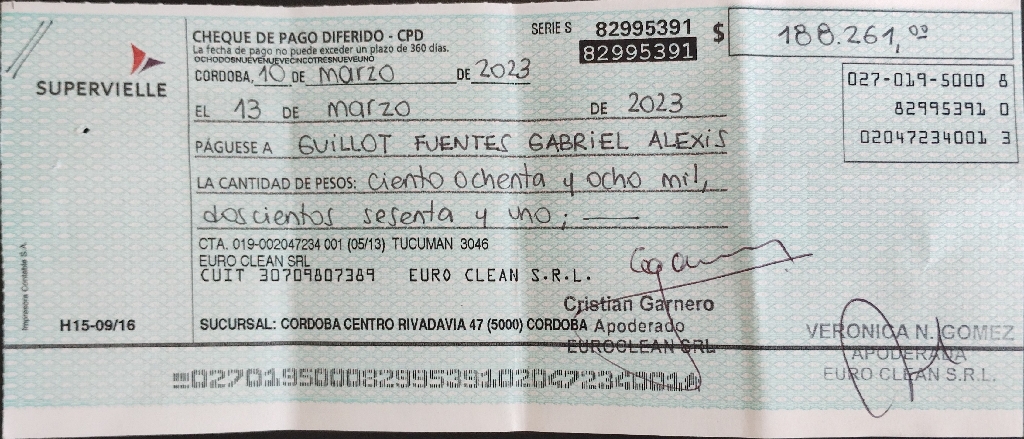 CHEQUE DE PAGO DIFERIDO - CPD
La fecha de pago no puede exceder un plazo de 360 días.
OCHODOSNUEVENUEVECINCOTRESNUEVEUNO
SERIE S 82995391
82995391
$ 188.261,00
SUPERVIELLE
CORDOBA, 10 DE marzo DE 2023
027-019-5000 8
82995391 0
02047234001 3
EL 13 DE marzo DE 2023
PÁGUESE A GUILLOT FUENTES GABRIEL ALEXIS
LA CANTIDAD DE PESOS: ciento ochenta y ocho mil,
doscientos sesenta y uno;
CTA. 019-002047234 001 (05/13) TUCUMAN 3046
EURO CLEAN SRL
CUIT 30709807389 EURO CLEAN S.R.L.
Impresora Contable S.A.
Cristian Garnero
Apoderado
EUROCLEAN SRL
H15-09/16
SUCURSAL: CORDOBA CENTRO RIVADAVIA 47 (5000) CORDOBA
VERONICA N. GOMEZ
APODERADA
EURO CLEAN S.R.L.
027019500082995391020472340010